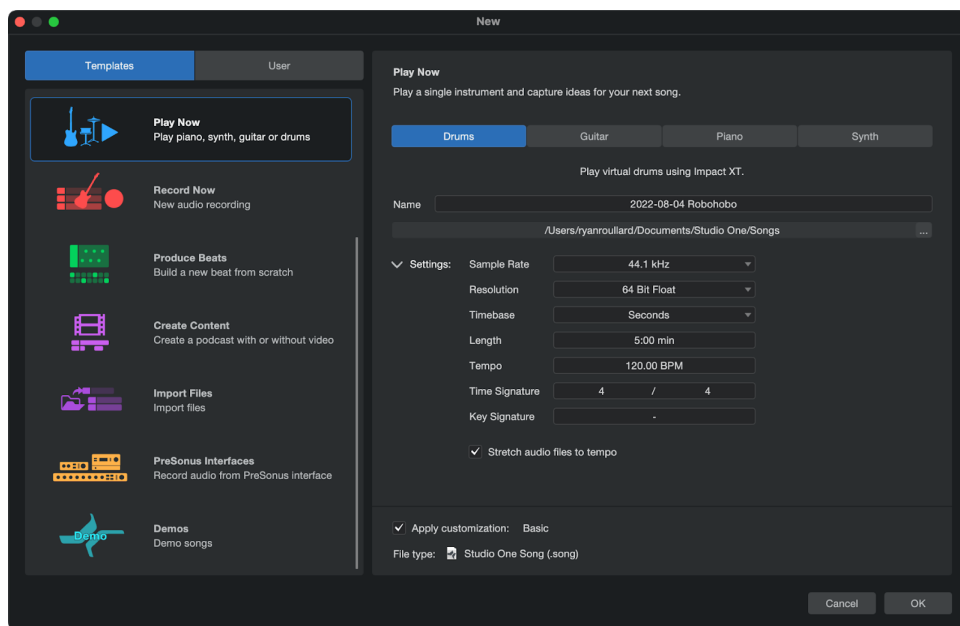 New
Templates
User
Play Now
Play piano, synth, guitar or drums
Record Now
New audio recording
Produce Beats
Build a new beat from scratch
Create Content
Create a podcast with or without video
Import Files
Import files
PreSonus Interfaces
Record audio from PreSonus interface
Demo
Demos
Demo songs
Play Now
Play a single instrument and capture ideas for your next song.
Drums
Guitar
Piano
Synth
Play virtual drums using Impact XT.
Name 2022-08-04 Robohobo
/Users/ryanroullard/Documents/Studio One/Songs ...
Settings: Sample Rate 44.1 kHz
Resolution 64 Bit Float
Timebase Seconds
Length 5:00 min
Tempo 120.00 BPM
Time Signature 4 / 4
Key Signature -
Stretch audio files to tempo
Apply customization: Basic
File type: Studio One Song (.song)
Cancel
OK